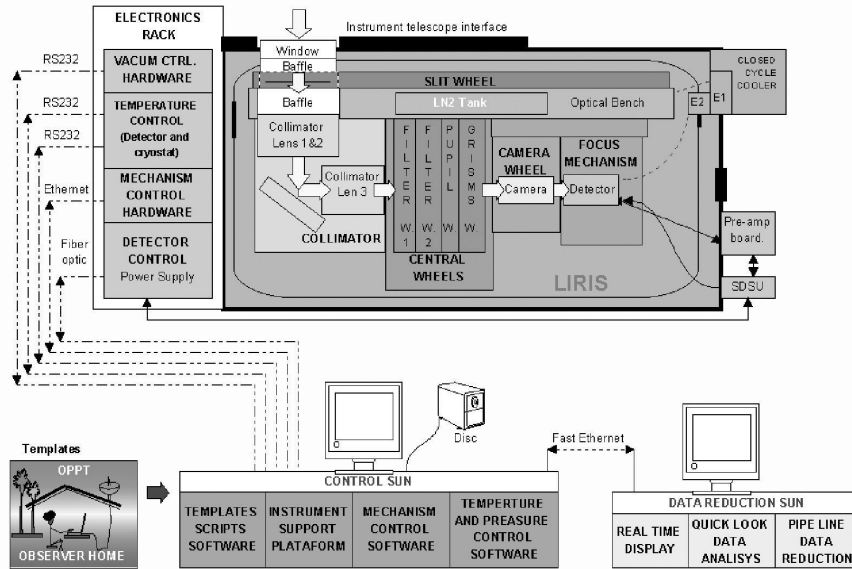 ELECTRONICS
RACK
Instrument telescope interface
RS232
VACUM CTRL.
HARDWARE
RS232
TEMPERATURE
CONTROL
(Detector and
cryostat)
RS232
Ethernet
MECHANISM
CONTROL
HARDWARE
Fiber
optic
DETECTOR
CONTROL
Power Supply
Window
Baffle
SLIT WHEEL
Baffle
LN2 Tank
Optical Bench
E2
E1
CLOSED
CYCLE
COOLER
Collimator
Lens 1&2
Collimator
Len 3
COLLIMATOR
FILTER W. 1
FILTER W. 2
PUPIL W.
GRISMS W.
CENTRAL
WHEELS
CAMERA
WHEEL
Camera
FOCUS
MECHANISM
Detector
LIRIS
Pre-amp
board.
SDSU
Templates
OPPT
OBSERVER HOME
Disc
Fast Ethernet
CONTROL SUN
TEMPLATES
SCRIPTS
SOFTWARE
INSTRUMENT
SUPPORT
PLATAFORM
MECHANISM
CONTROL
SOFTWARE
TEMPERTURE
AND PREASURE
CONTROL
SOFTWARE
DATA REDUCTION SUN
REAL TIME
DISPLAY
QUICK LOOK
DATA
ANALISYS
PIPE LINE
DATA
REDUCTION